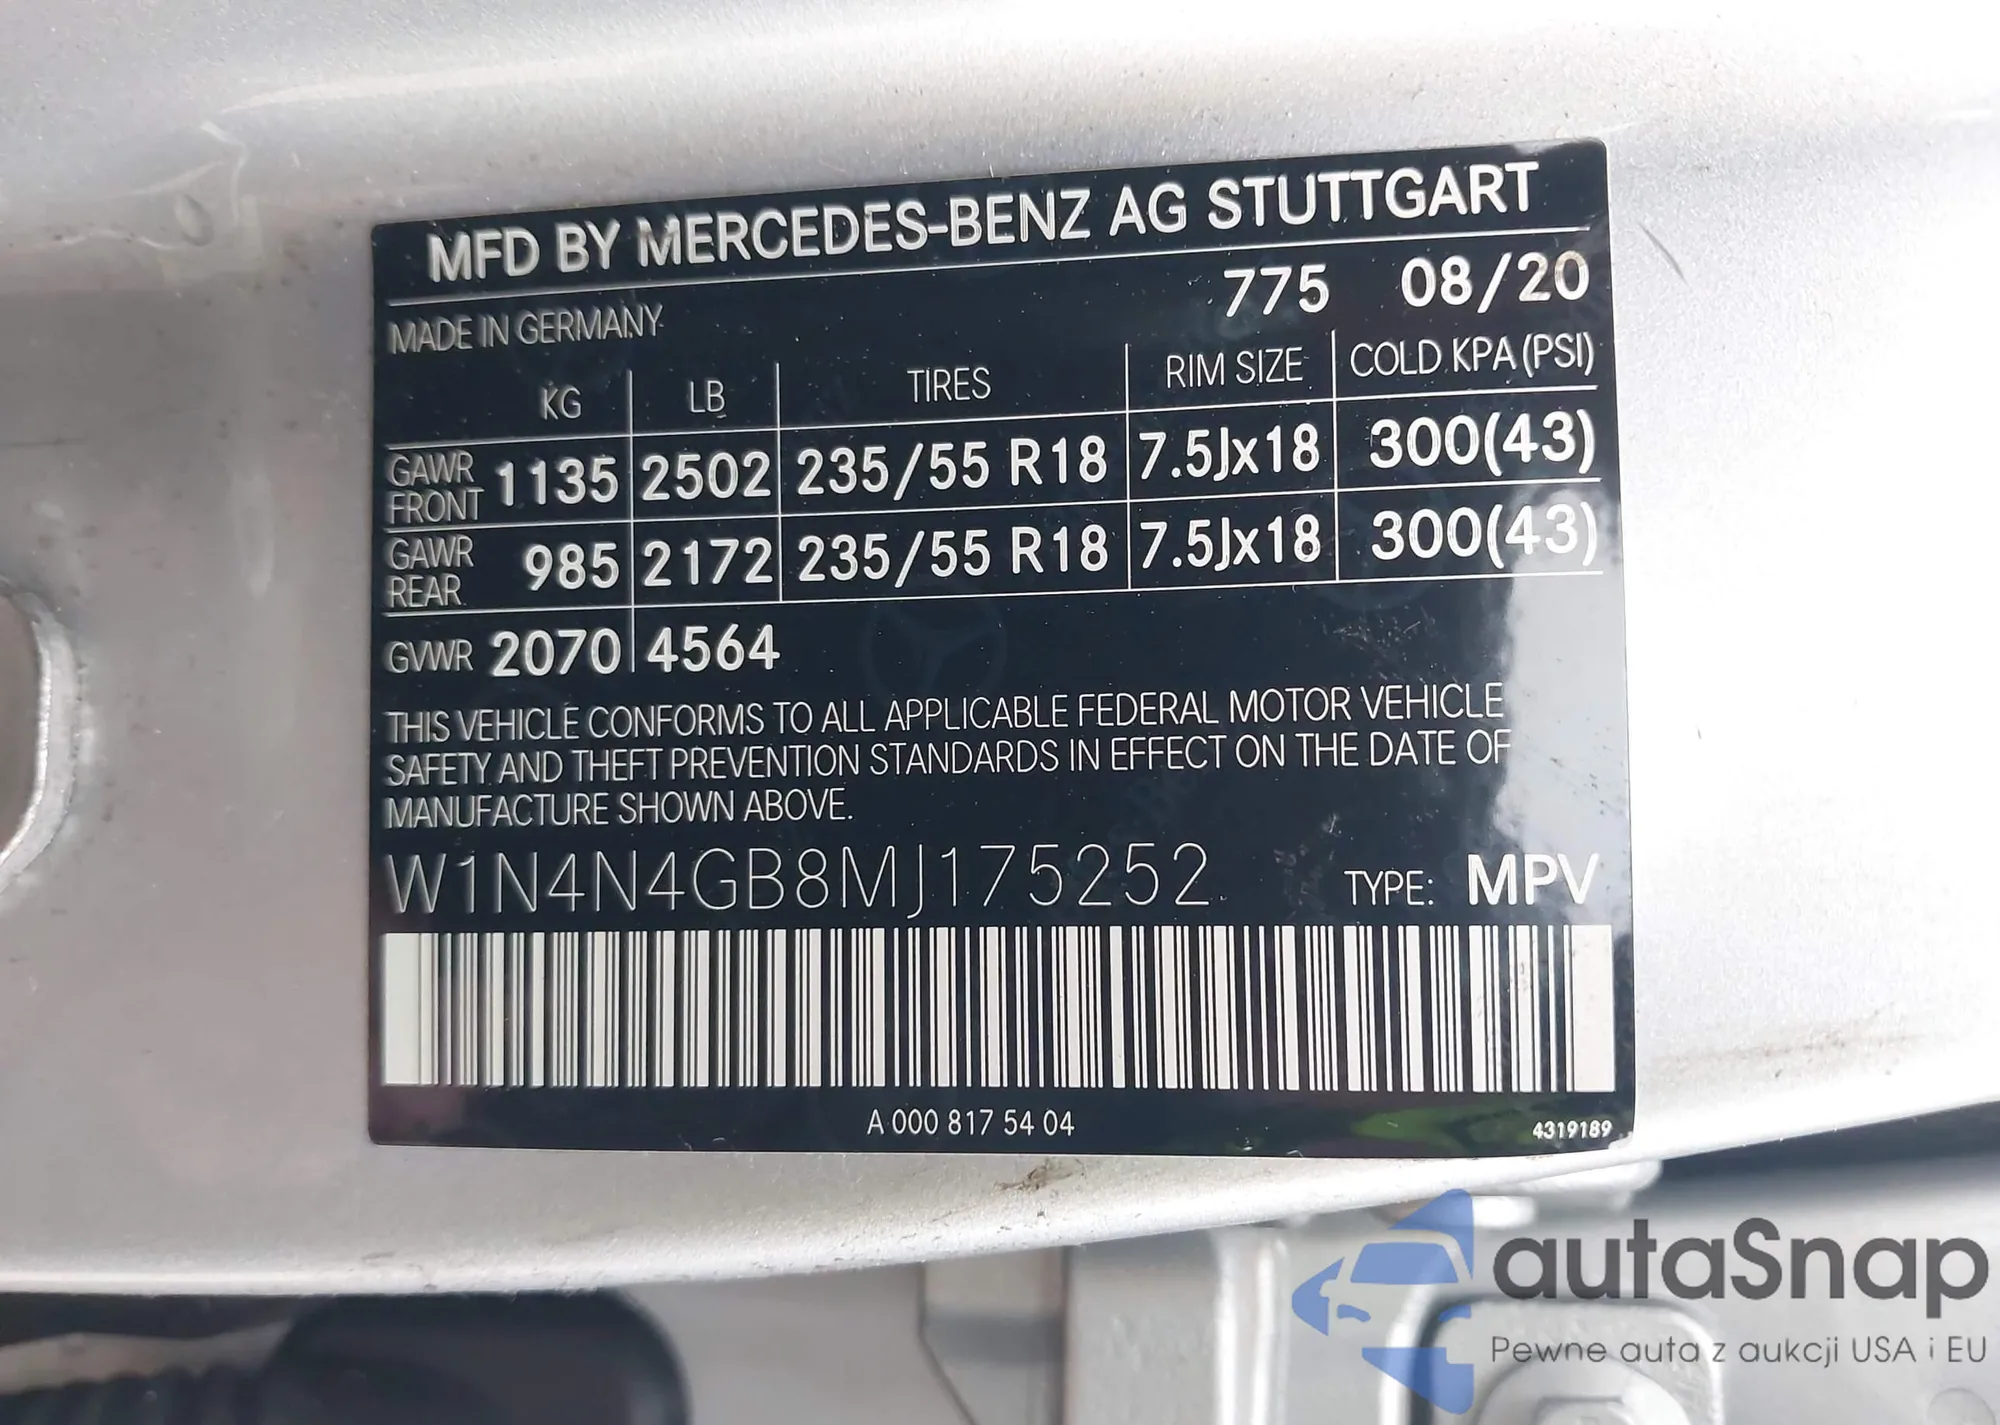 MFD BY MERCEDES-BENZ AG STUTTGART
775 08/20
MADE IN GERMANY
KG LB TIRES RIM SIZE COLD KPA (PSI)
GAWR FRONT 1135 2502 235/55 R18 7.5Jx18 300(43)
GAWR REAR 985 2172 235/55 R18 7.5Jx18 300(43)
GVWR 2070 4564
THIS VEHICLE CONFORMS TO ALL APPLICABLE FEDERAL MOTOR VEHICLE
SAFETY AND THEFT PREVENTION STANDARDS IN EFFECT ON THE DATE OF
MANUFACTURE SHOWN ABOVE.
W1N4N4GB8MJ175252 TYPE: MPV
A 000 817 54 04
4319189
autaSnap
Pewne auta z aukcji USA i EU